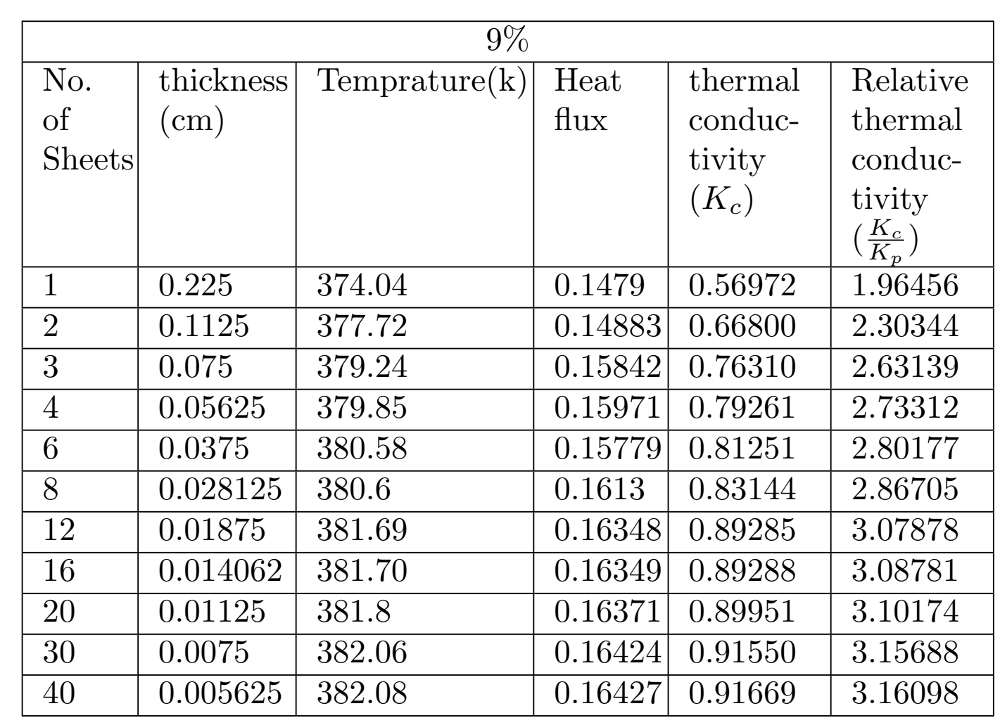 9%
No. of Sheets | thickness (cm) | Temprature(k) | Heat flux | thermal conduc-tivity (K_c) | Relative thermal conduc-tivity (K_c/K_p)
1 | 0.225 | 374.04 | 0.1479 | 0.56972 | 1.96456
2 | 0.1125 | 377.72 | 0.14883 | 0.66800 | 2.30344
3 | 0.075 | 379.24 | 0.15842 | 0.76310 | 2.63139
4 | 0.05625 | 379.85 | 0.15971 | 0.79261 | 2.73312
6 | 0.0375 | 380.58 | 0.15779 | 0.81251 | 2.80177
8 | 0.028125 | 380.6 | 0.1613 | 0.83144 | 2.86705
12 | 0.01875 | 381.69 | 0.16348 | 0.89285 | 3.07878
16 | 0.014062 | 381.70 | 0.16349 | 0.89288 | 3.08781
20 | 0.01125 | 381.8 | 0.16371 | 0.89951 | 3.10174
30 | 0.0075 | 382.06 | 0.16424 | 0.91550 | 3.15688
40 | 0.005625 | 382.08 | 0.16427 | 0.91669 | 3.16098